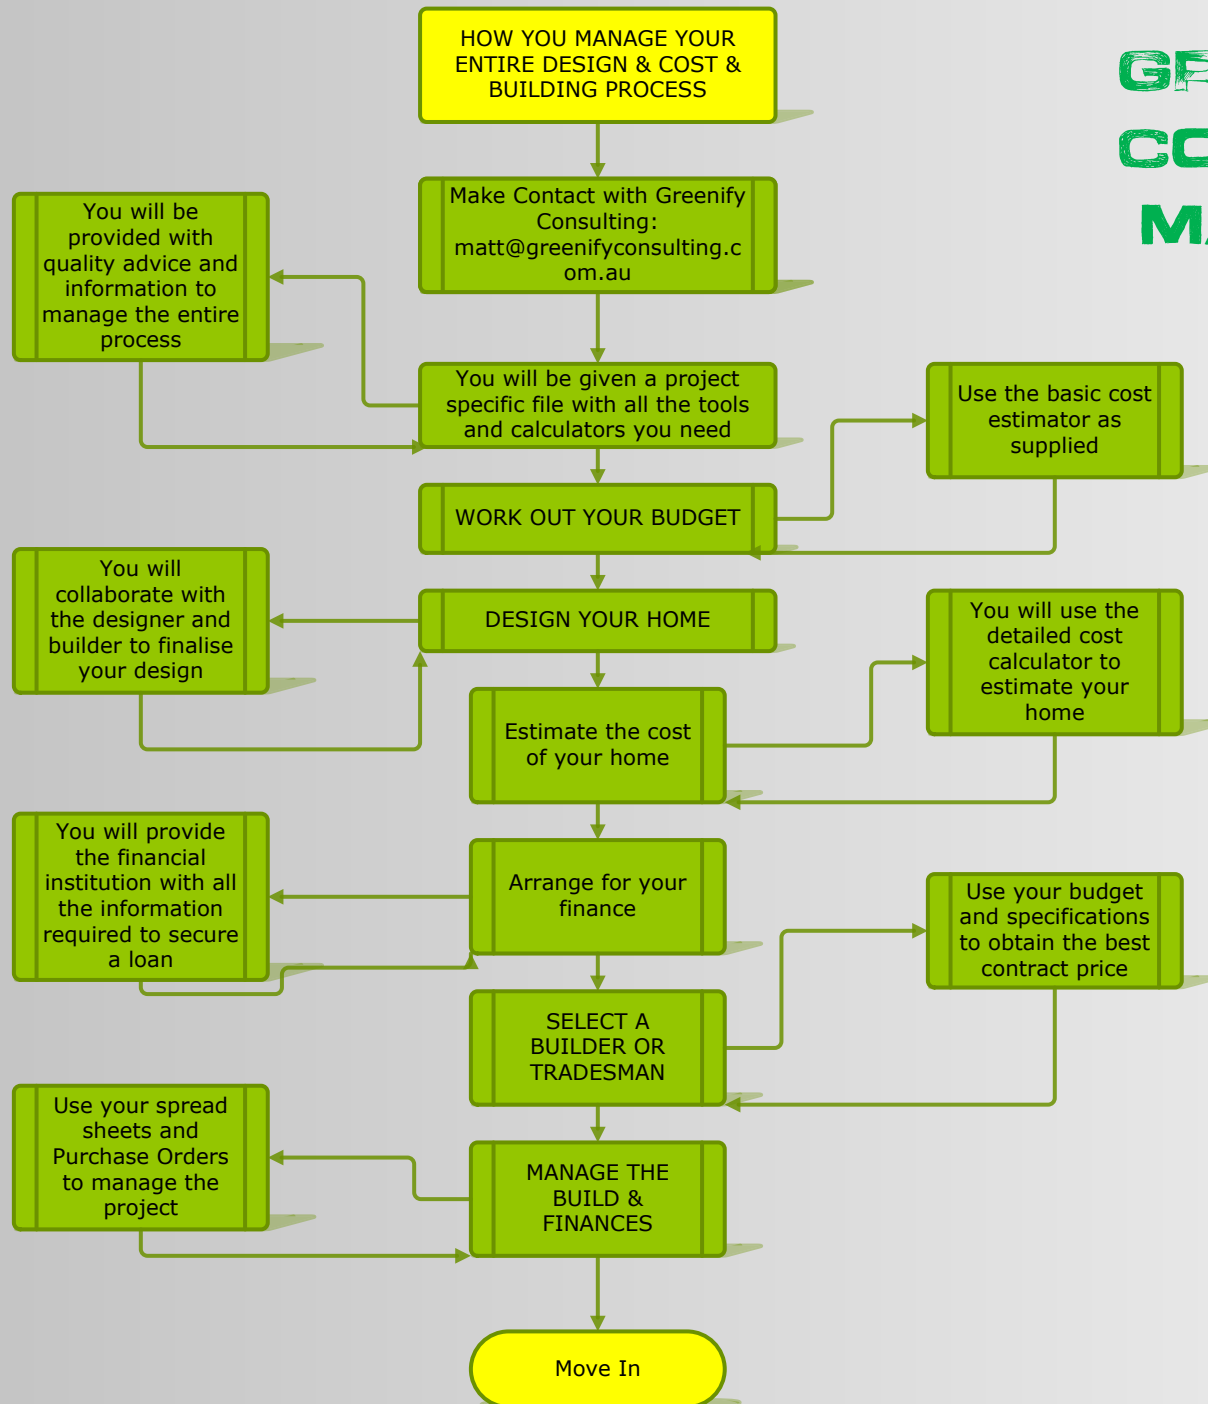 HOW YOU MANAGE YOUR
ENTIRE DESIGN & COST &
BUILDING PROCESS
Make Contact with Greenify
Consulting:
matt@greenifyconsulting.c
om.au
You will be
provided with
quality advice and
information to
manage the entire
process
You will be given a project
specific file with all the tools
and calculators you need
Use the basic cost
estimator as
supplied
WORK OUT YOUR BUDGET
You will
collaborate with
the designer and
builder to finalise
your design
DESIGN YOUR HOME
You will use the
detailed cost
calculator to
estimate your
home
Estimate the cost
of your home
You will provide
the financial
institution with all
the information
required to secure
a loan
Arrange for your
finance
Use your budget
and specifications
to obtain the best
contract price
SELECT A
BUILDER OR
TRADESMAN
Use your spread
sheets and
Purchase Orders
to manage the
project
MANAGE THE
BUILD &
FINANCES
Move In